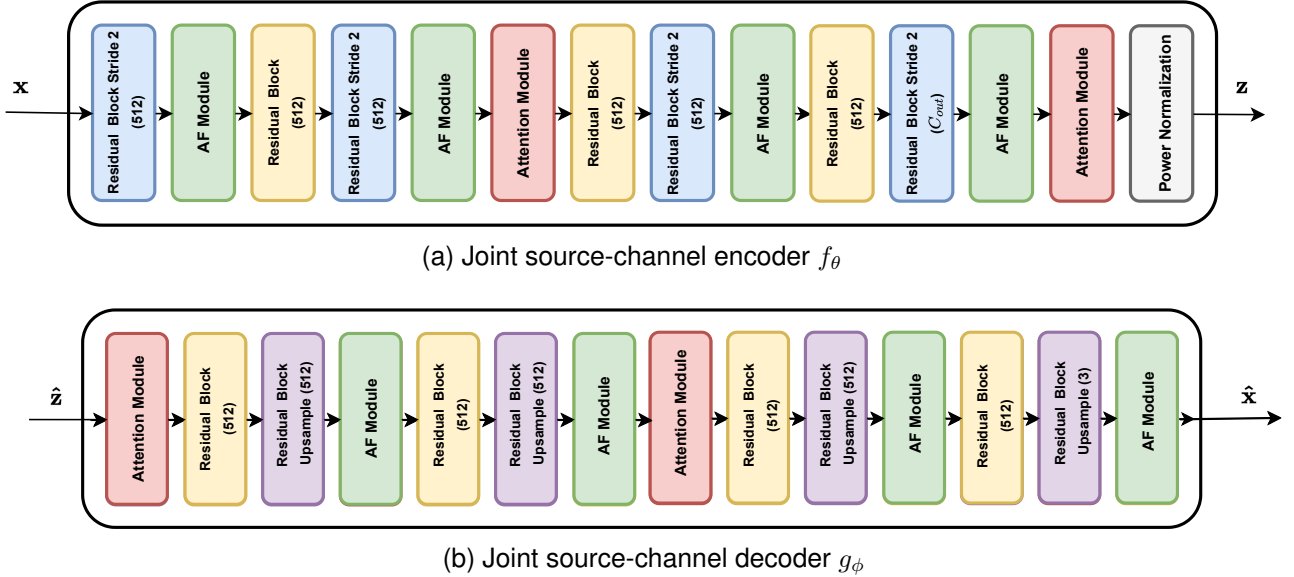 x
Residual Block Stride 2
(512)
AF Module
Residual Block
(512)
Residual Block Stride 2
(512)
AF Module
Attention Module
Residual Block
(512)
Residual Block Stride 2
(512)
AF Module
Residual Block
(512)
Residual Block Stride 2
(C_{out})
AF Module
Attention Module
Power Normalization
z
(a) Joint source-channel encoder f_θ
ẑ
Attention Module
Residual Block
(512)
Residual Block
Upsample (512)
AF Module
Residual Block
(512)
Residual Block
Upsample (512)
AF Module
Attention Module
Residual Block
(512)
Residual Block
Upsample (512)
AF Module
Residual Block
(512)
Residual Block
Upsample (3)
AF Module
x̂
(b) Joint source-channel decoder g_ϕ